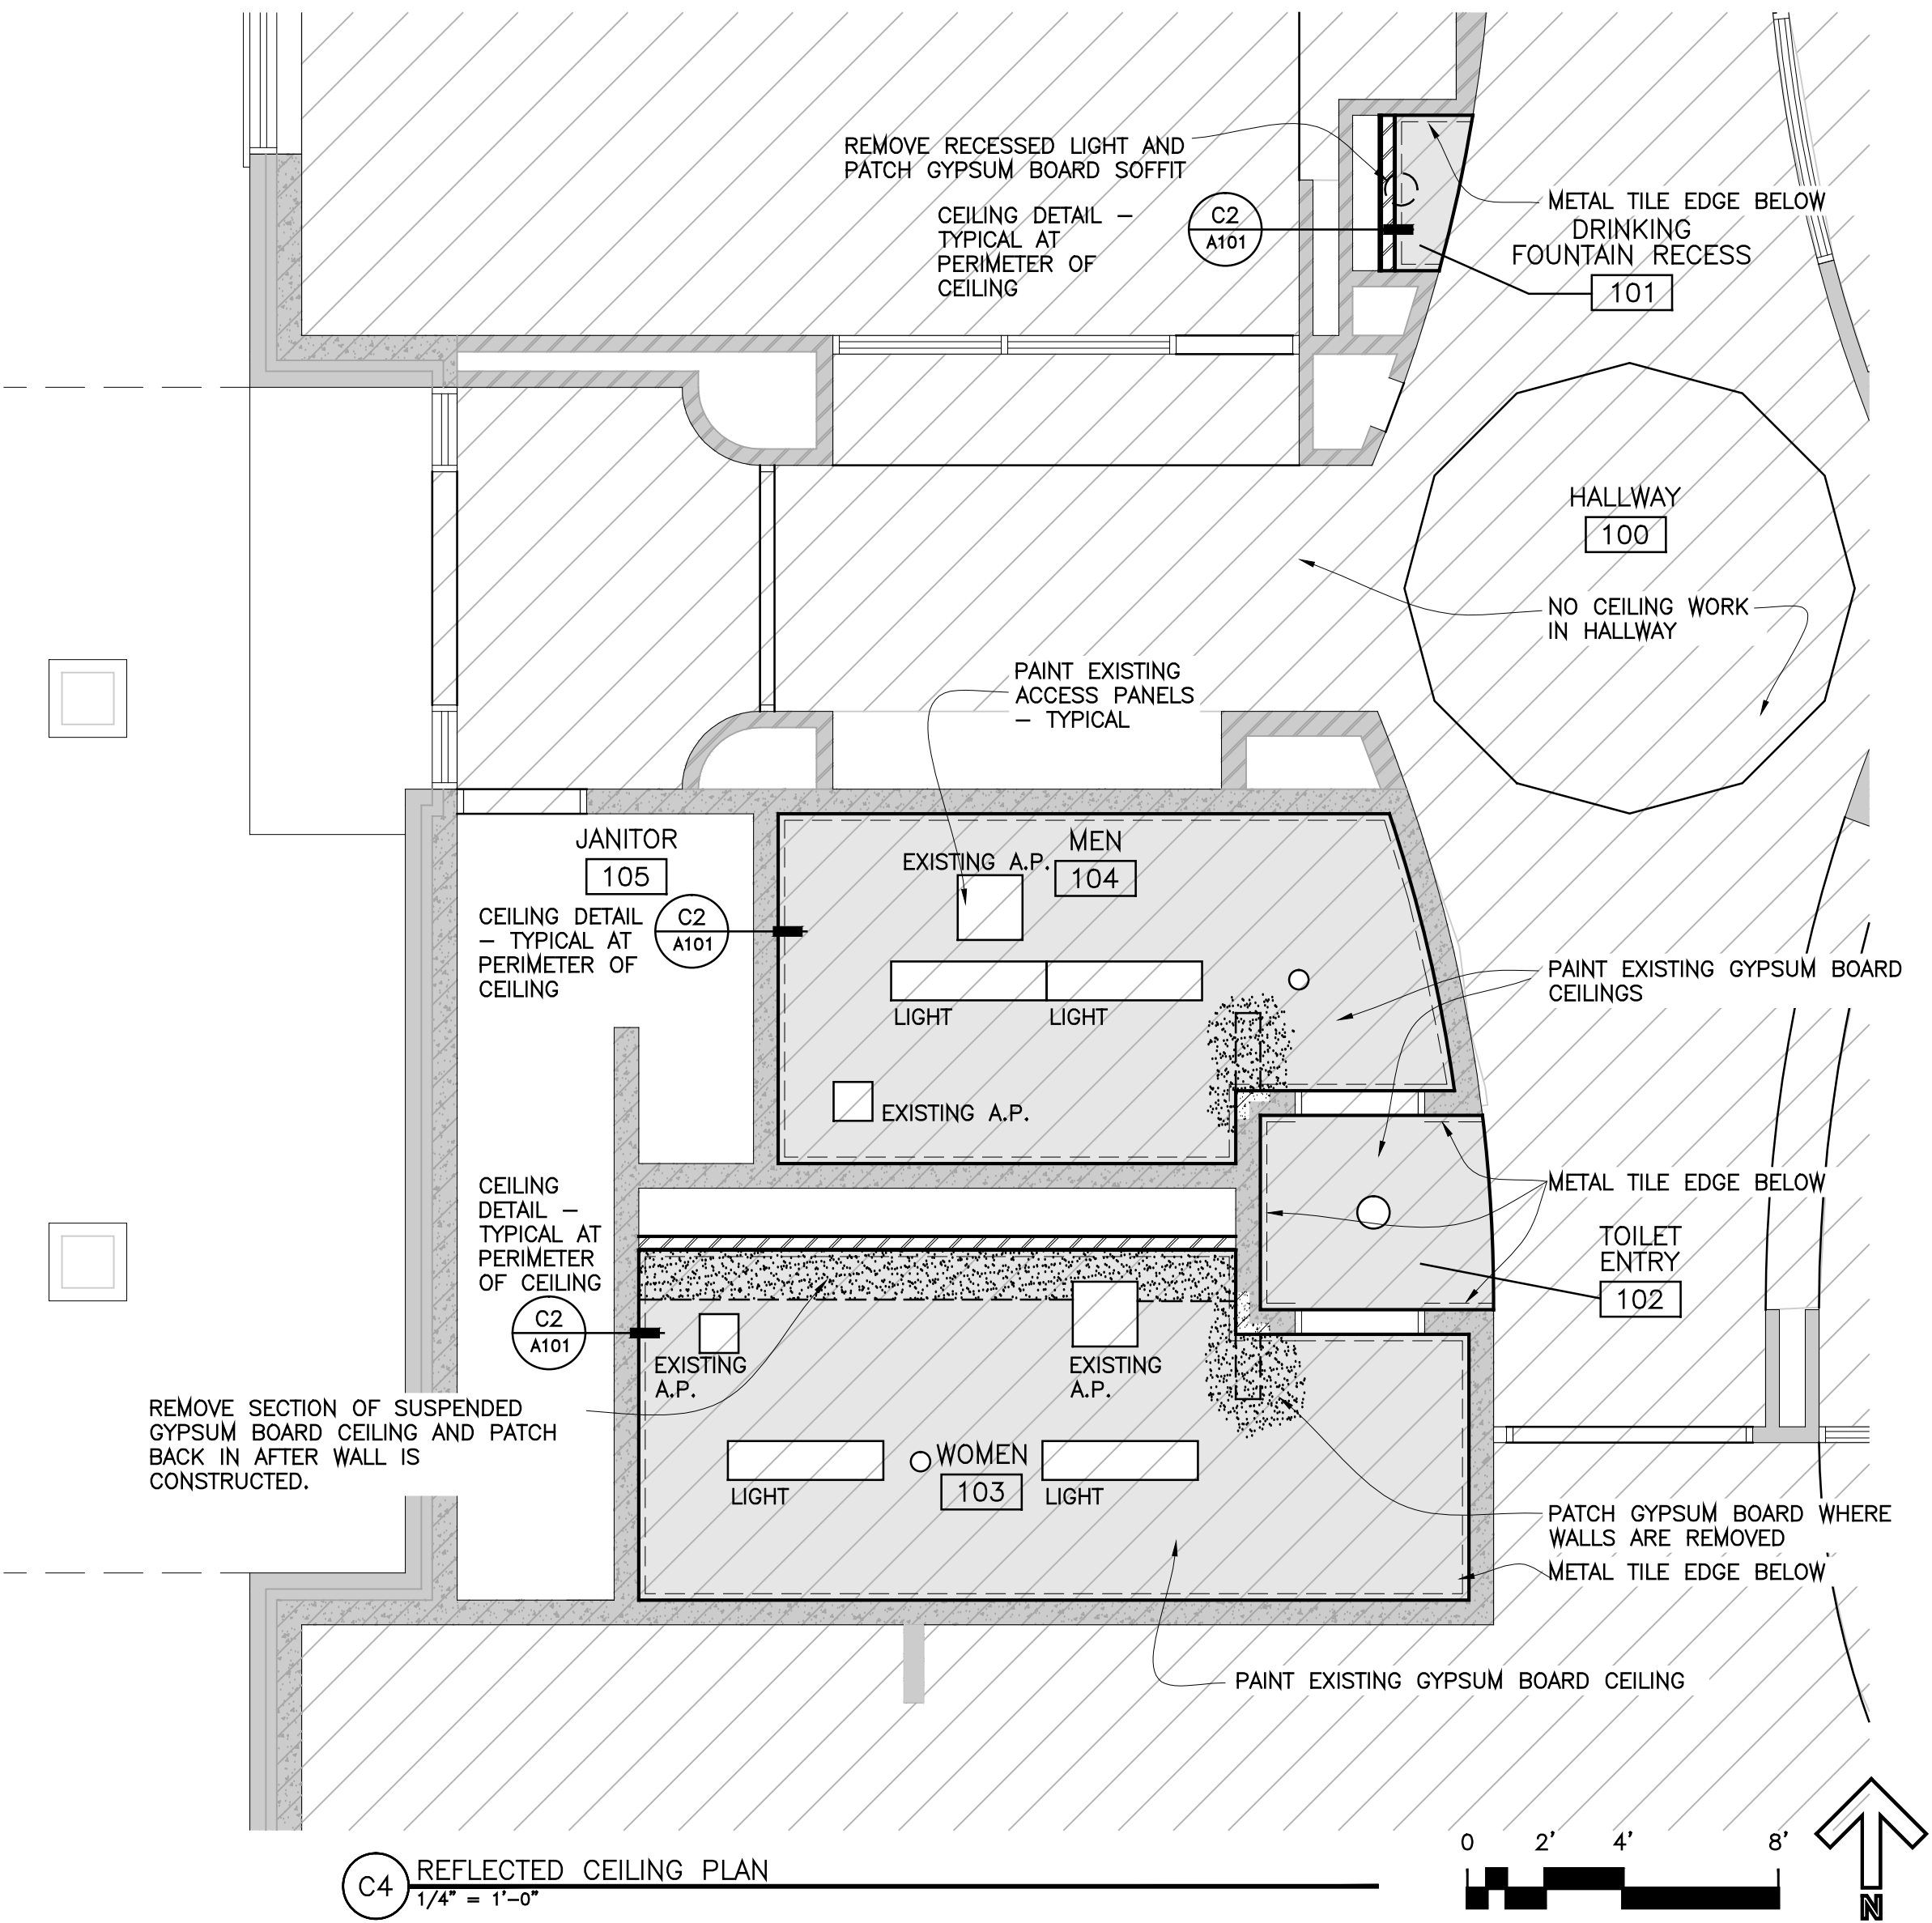 REMOVE RECESSED LIGHT AND
PATCH GYPSUM BOARD SOFFIT
CEILING DETAIL –
TYPICAL AT
PERIMETER OF
CEILING
C2
A101
METAL TILE EDGE BELOW
DRINKING
FOUNTAIN RECESS
101
HALLWAY
100
NO CEILING WORK
IN HALLWAY
PAINT EXISTING
ACCESS PANELS
– TYPICAL
JANITOR
105
CEILING DETAIL
– TYPICAL AT
PERIMETER OF
CEILING
C2
A101
MEN
104
EXISTING A.P.
LIGHT
LIGHT
EXISTING A.P.
PAINT EXISTING GYPSUM BOARD
CEILINGS
METAL TILE EDGE BELOW
TOILET
ENTRY
102
CEILING
DETAIL –
TYPICAL AT
PERIMETER
OF CEILING
C2
A101
EXISTING
A.P.
EXISTING
A.P.
REMOVE SECTION OF SUSPENDED
GYPSUM BOARD CEILING AND PATCH
BACK IN AFTER WALL IS
CONSTRUCTED.
WOMEN
103
LIGHT
LIGHT
PATCH GYPSUM BOARD WHERE
WALLS ARE REMOVED
METAL TILE EDGE BELOW
PAINT EXISTING GYPSUM BOARD CEILING
C4
REFLECTED CEILING PLAN
1/4" = 1'-0"
0 2' 4' 8'
N